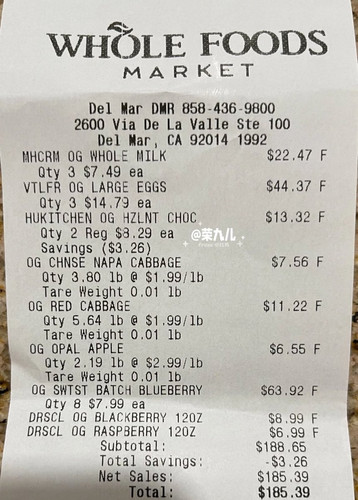 WHOLE FOODS
MARKET
Del Mar DMR 858-436-9800
2600 Via De La Valle Ste 100
Del Mar, CA 92014 1992
MHCRM OG WHOLE MILK $22.47 F
Qty 3 $7.49 ea
VTLFR OG LARGE EGGS $44.37 F
Qty 3 $14.79 ea
HUKITCHEN OG HZLNT CHOC $13.32 F
Qty 2 Reg $3.29 ea
Savings ($3.26)
@荣九儿
OG CHNSE NAPA CABBAGE $7.56 F
Qty 3.80 lb @ $1.99/lb
Tare Weight 0.01 lb
OG RED CABBAGE $11.22 F
Qty 5.64 lb @ $1.99/lb
Tare Weight 0.01 lb
OG OPAL APPLE $6.55 F
Qty 2.19 lb @ $2.99/lb
Tare Weight 0.01 lb
OG SWTST BATCH BLUEBERRY $63.92 F
Qty 8 $7.99 ea
DRSCL OG BLACKBERRY 12OZ $8.99 F
DRSCL OG RASPBERRY 12OZ $6.99 F
Subtotal: $188.65
Total Savings: -$3.26
Net Sales: $185.39
Total: $185.39